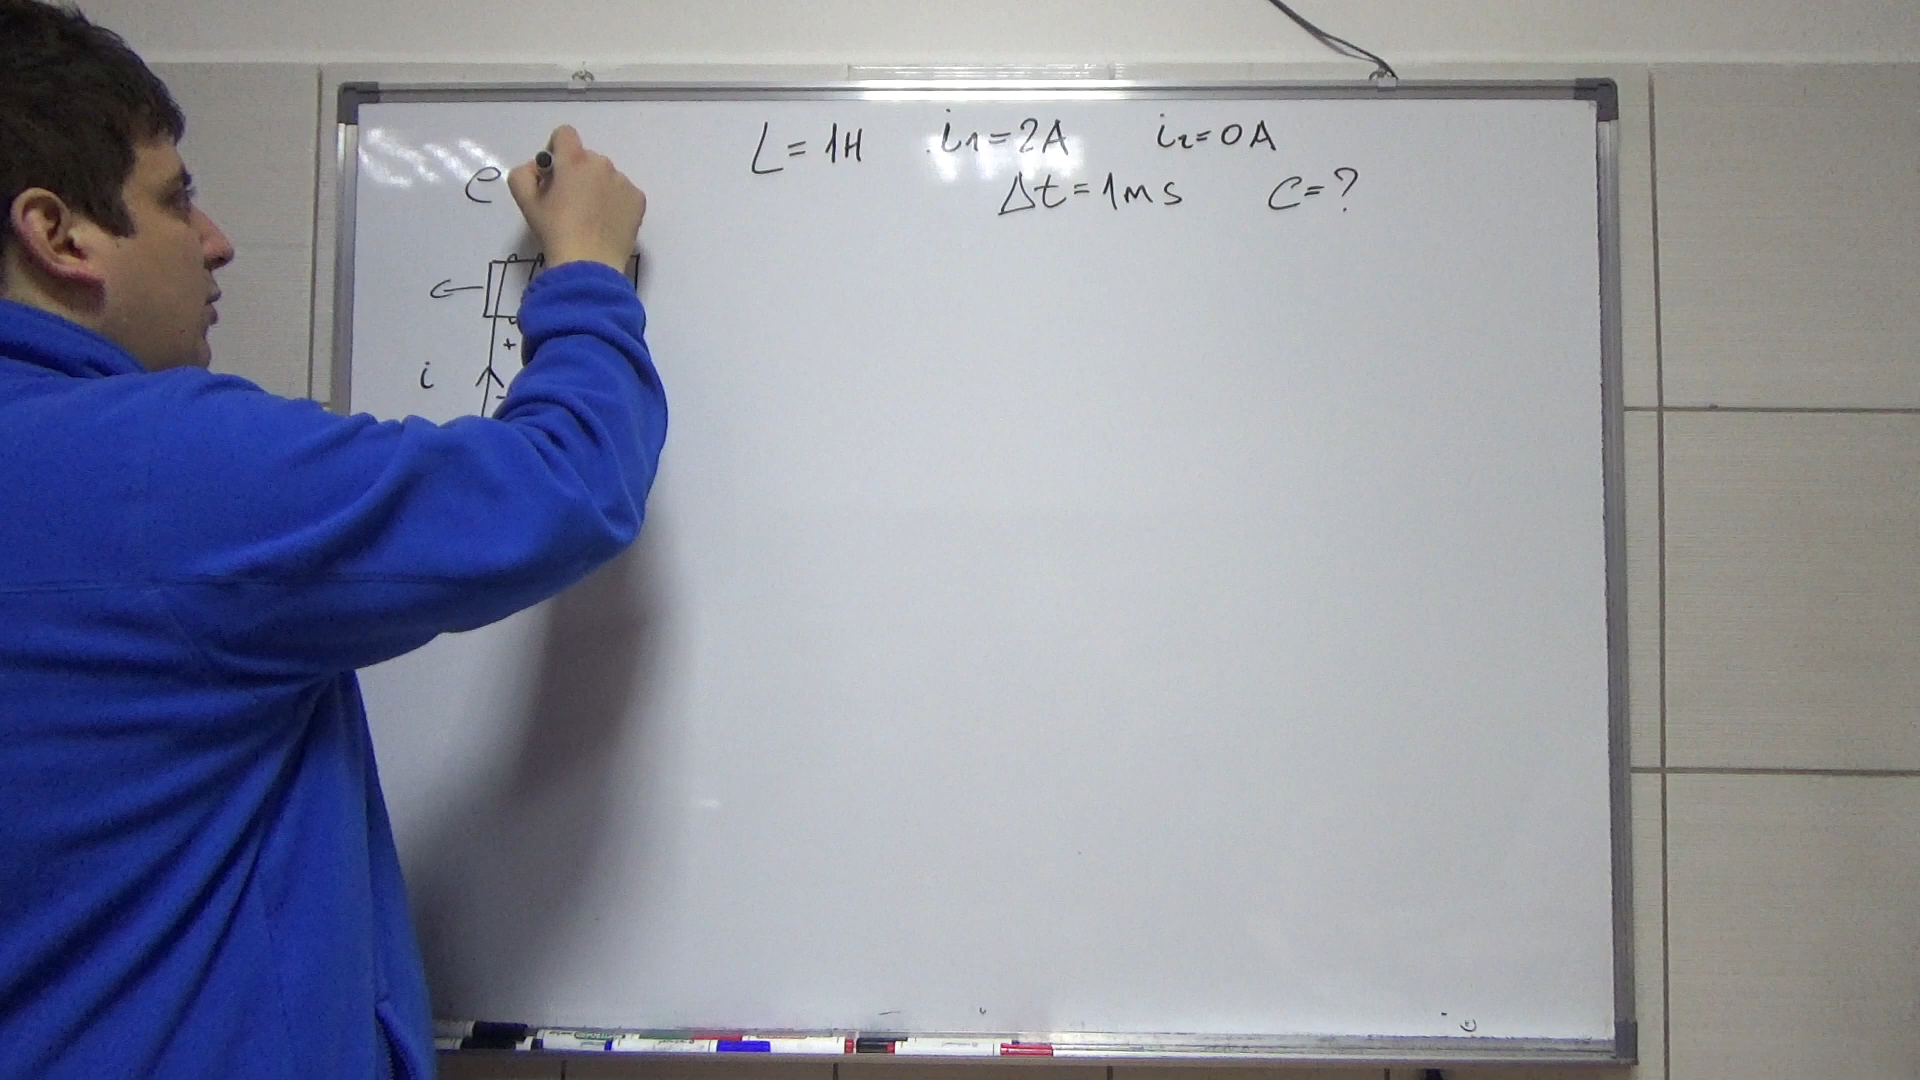 L = 1H i₁ = 2A i₂ = 0A
Δt = 1ms e = ?
e
+
i
-